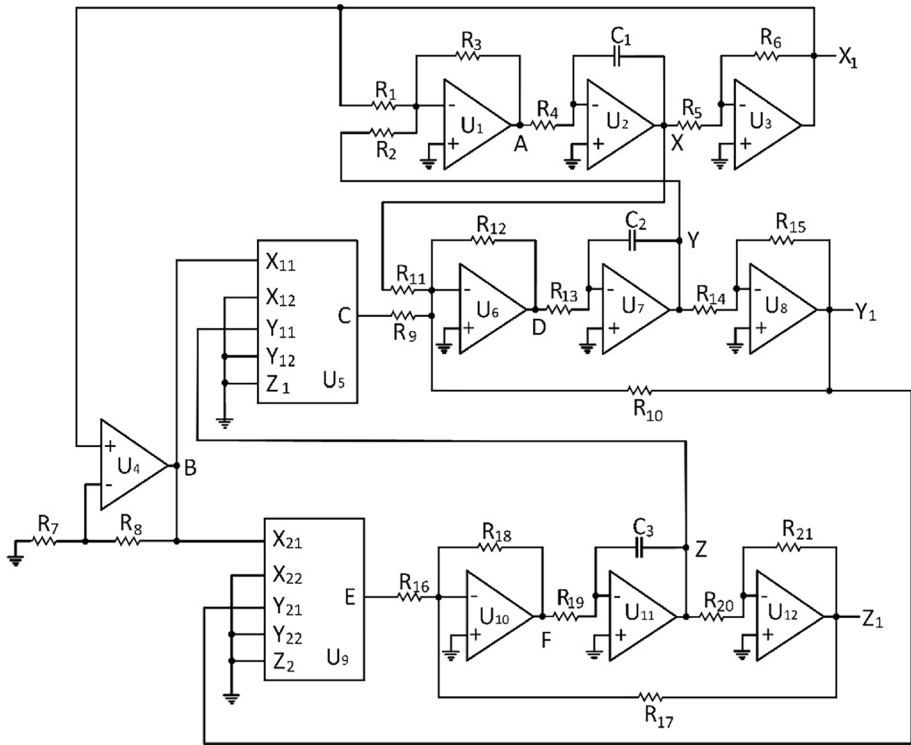 R3
C1
R6
X1
R1
R2
-
+
U1
A
R4
-
+
U2
X
R5
-
+
U3
R12
C2
Y
R15
X11
X12
Y11
Y12
Z1
C
U5
R11
R9
-
+
U6
D
R13
-
+
U7
R14
-
+
U8
Y1
R10
+
-
U4
B
R7
R8
X21
X22
Y21
Y22
Z2
E
U9
R16
R18
C3
Z
R21
-
+
U10
F
R19
-
+
U11
R20
-
+
U12
Z1
R17